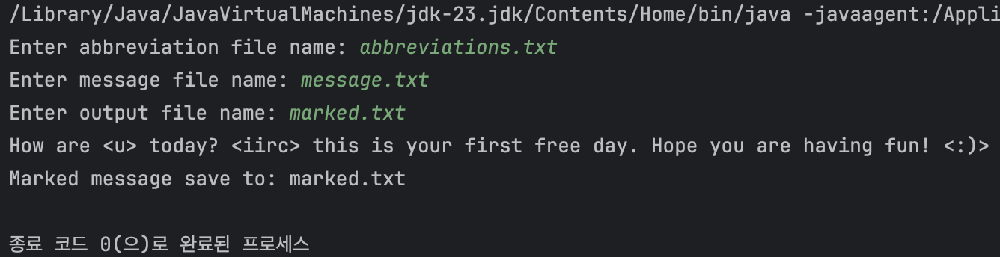 /Library/Java/JavaVirtualMachines/jdk-23.jdk/Contents/Home/bin/java -javaagent:/Appli
Enter abbreviation file name: abbreviations.txt
Enter message file name: message.txt
Enter output file name: marked.txt
How are <u> today? <iirc> this is your first free day. Hope you are having fun! <:)>
Marked message save to: marked.txt
종료 코드 0(으)로 완료된 프로세스